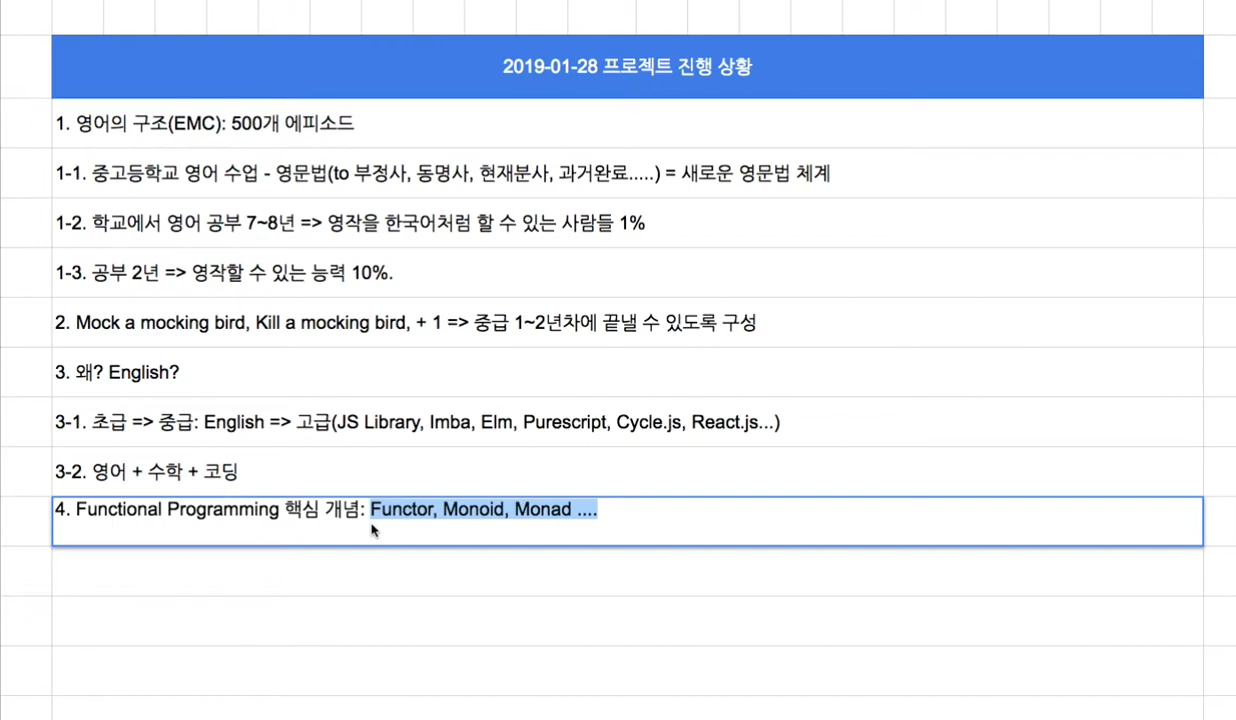 2019-01-28 프로젝트 진행 상황
1. 영어의 구조(EMC): 500개 에피소드
1-1. 중고등학교 영어 수업 - 영문법(to 부정사, 동명사, 현재분사, 과거완료.....) = 새로운 영문법 체계
1-2. 학교에서 영어 공부 7~8년 => 영작을 한국어처럼 할 수 있는 사람들 1%
1-3. 공부 2년 => 영작할 수 있는 능력 10%.
2. Mock a mocking bird, Kill a mocking bird, + 1 => 중급 1~2년차에 끝낼 수 있도록 구성
3. 왜? English?
3-1. 초급 => 중급: English => 고급(JS Library, Imba, Elm, Purescript, Cycle.js, React.js...)
3-2. 영어 + 수학 + 코딩
4. Functional Programming 핵심 개념: Functor, Monoid, Monad ....